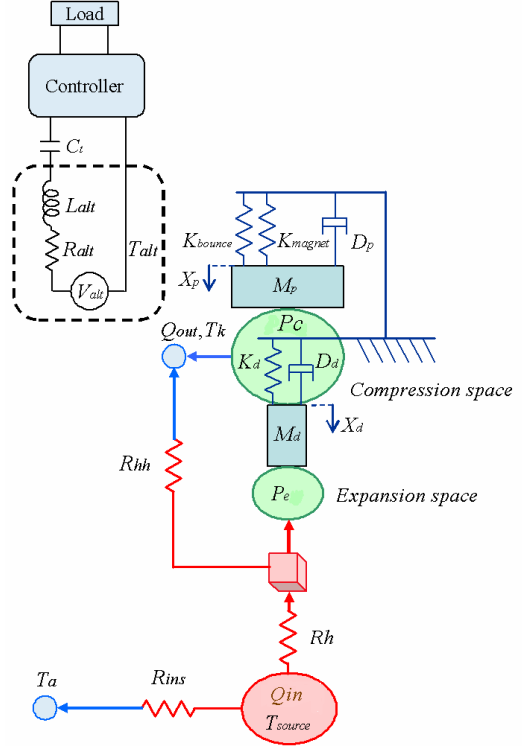 Load
Controller
Ct
Lalt
Ralt
Talt
Valt
Kbounce
Kmagnet
Dp
Xp
Mp
Pc
Qout, Tk
Kd
Dd
Compression space
Md
Xd
Rhh
Pe
Expansion space
Rh
Ta
Rins
Qin
Tsource